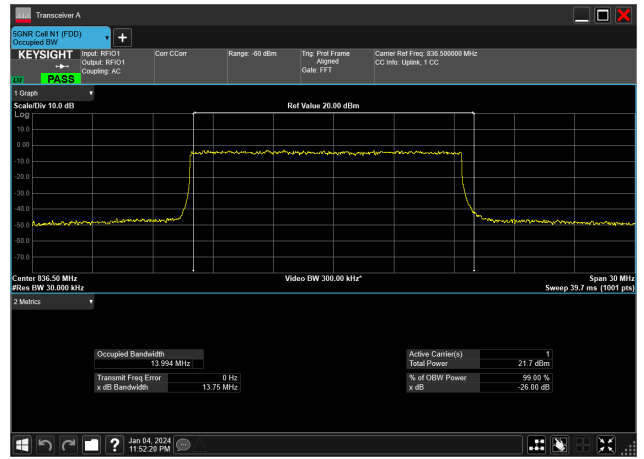 Transceiver A
5GNR Cell N1 (FDD)
Occupied BW
KEYSIGHT
Input: RFIO1
Output: RFIO1
Coupling: AC
Corr CCorr
Range: -60 dBm
Trig: Prot Frame
Aligned
Gate: FFT
Carrier Ref Freq: 836.500000 MHz
CC Info: Uplink, 1 CC
LV PASS
1 Graph
Scale/Div 10.0 dB
Ref Value 20.00 dBm
Log
10.0
0.00
-10.0
-20.0
-30.0
-40.0
-50.0
-60.0
-70.0
Center 836.50 MHz
Video BW 300.00 kHz*
Span 30 MHz
#Res BW 30.000 kHz
Sweep 39.7 ms (1001 pts)
2 Metrics
Occupied Bandwidth
13.994 MHz
Transmit Freq Error 0 Hz
x dB Bandwidth 13.75 MHz
Active Carrier(s) 1
Total Power 21.7 dBm
% of OBW Power 99.00 %
x dB -26.00 dB
Jan 04, 2024
11:52:20 PM